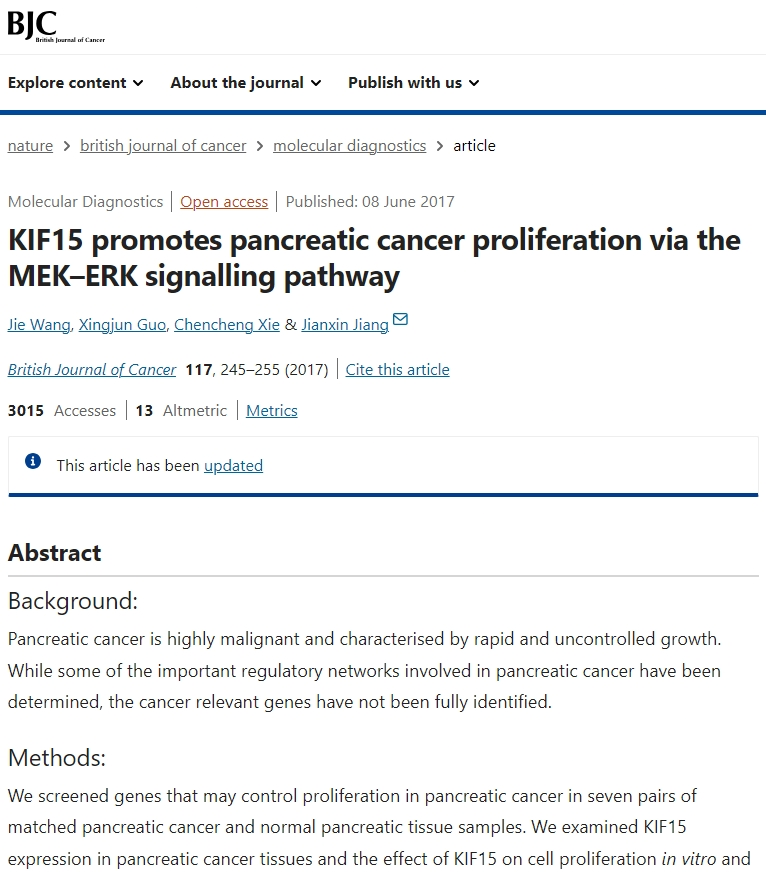 BJC
British Journal of Cancer
Explore content About the journal Publish with us
nature > british journal of cancer > molecular diagnostics > article
Molecular Diagnostics | Open access | Published: 08 June 2017
KIF15 promotes pancreatic cancer proliferation via the
MEK–ERK signalling pathway
Jie Wang, Xingjun Guo, Chencheng Xie & Jianxin Jiang
British Journal of Cancer 117, 245–255 (2017) | Cite this article
3015 Accesses | 13 Altmetric | Metrics
This article has been updated
Abstract
Background:
Pancreatic cancer is highly malignant and characterised by rapid and uncontrolled growth.
While some of the important regulatory networks involved in pancreatic cancer have been
determined, the cancer relevant genes have not been fully identified.
Methods:
We screened genes that may control proliferation in pancreatic cancer in seven pairs of
matched pancreatic cancer and normal pancreatic tissue samples. We examined KIF15
expression in pancreatic cancer tissues and the effect of KIF15 on cell proliferation in vitro and